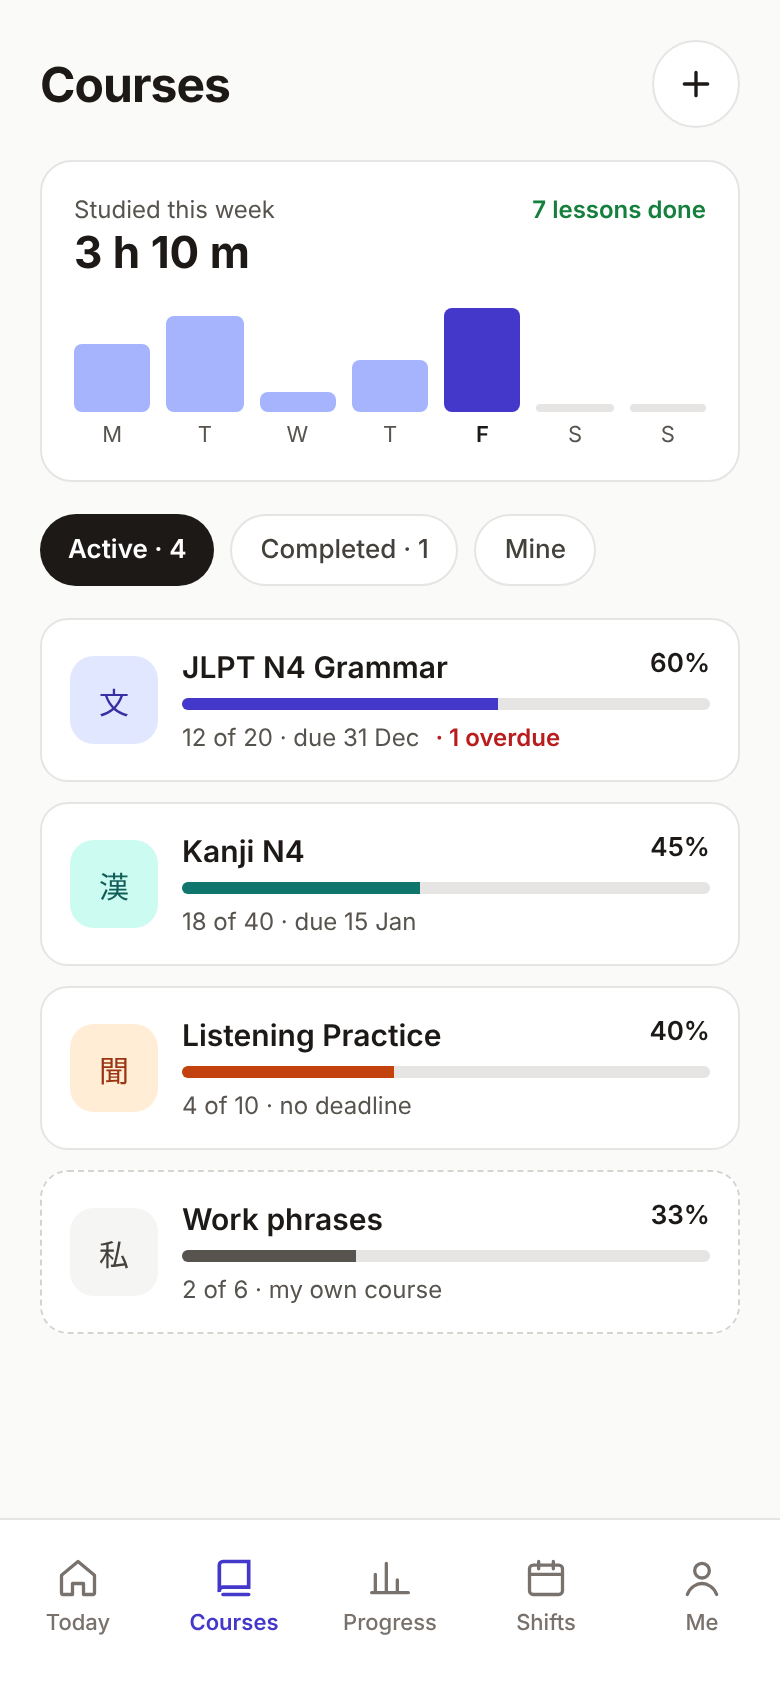 Courses
Studied this week
7 lessons done
3 h 10 m
M T W T F S S
Active · 4
Completed · 1
Mine
文
JLPT N4 Grammar
60%
12 of 20 · due 31 Dec · 1 overdue
漢
Kanji N4
45%
18 of 40 · due 15 Jan
聞
Listening Practice
40%
4 of 10 · no deadline
私
Work phrases
33%
2 of 6 · my own course
Today
Courses
Progress
Shifts
Me